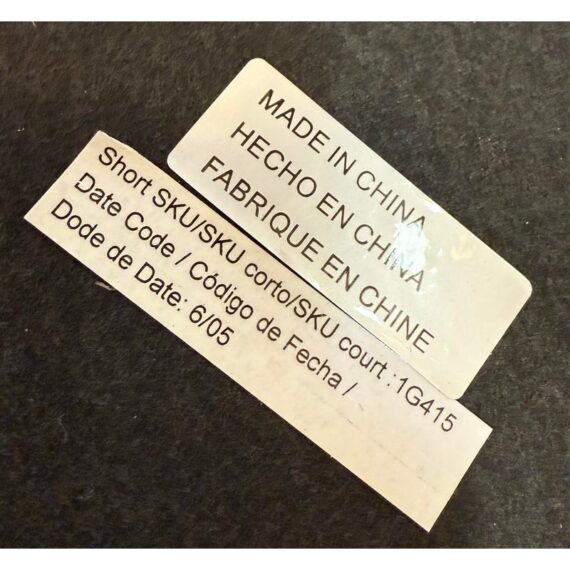 MADE IN CHINA
HECHO EN CHINA
FABRIQUE EN CHINE
Short SKU/SKU corto/SKU court :1G415
Date Code / Código de Fecha /
Dode de Date: 6/05